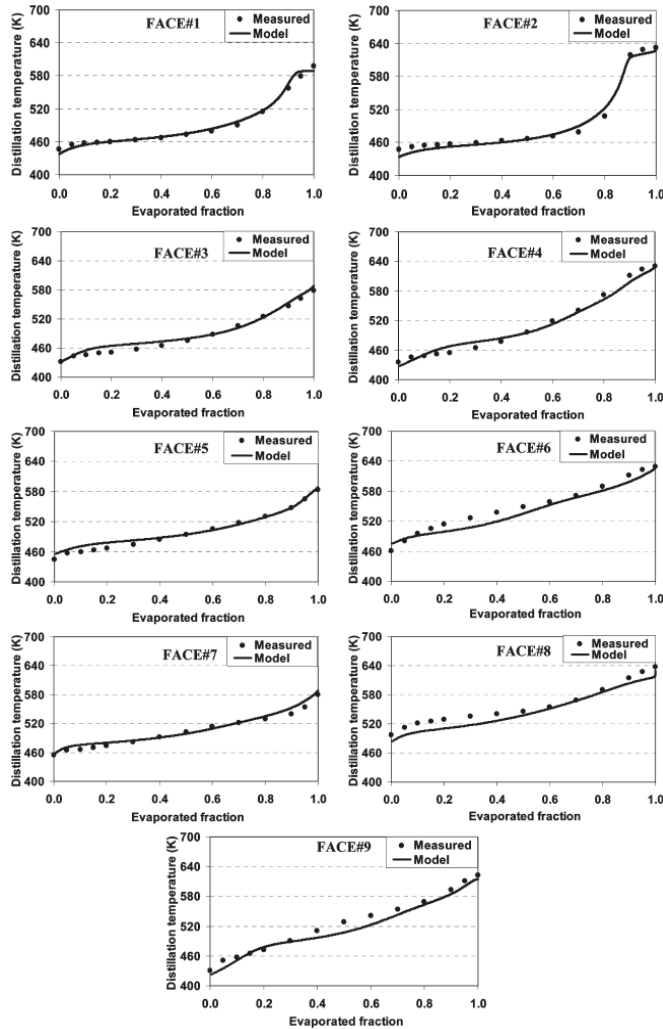 FACE#1
Measured
Model
Distillation temperature (K)
700
640
580
520
460
400
0.0 0.2 0.4 0.6 0.8 1.0
Evaporated fraction
FACE#2
Measured
Model
Distillation temperature (K)
700
640
580
520
460
400
0.0 0.2 0.4 0.6 0.8 1.0
Evaporated fraction
FACE#3
Measured
Model
Distillation temperature (K)
700
640
580
520
460
400
0.0 0.2 0.4 0.6 0.8 1.0
Evaporated fraction
FACE#4
Measured
Model
Distillation temperature (K)
700
640
580
520
460
400
0.0 0.2 0.4 0.6 0.8 1.0
Evaporated fraction
FACE#5
Measured
Model
Distillation temperature (K)
700
640
580
520
460
400
0.0 0.2 0.4 0.6 0.8 1.0
Evaporated fraction
FACE#6
Measured
Model
Distillation temperature (K)
700
640
580
520
460
400
0.0 0.2 0.4 0.6 0.8 1.0
Evaporated fraction
FACE#7
Measured
Model
Distillation temperature (K)
700
640
580
520
460
400
0.0 0.2 0.4 0.6 0.8 1.0
Evaporated fraction
FACE#8
Measured
Model
Distillation temperature (K)
700
640
580
520
460
400
0.0 0.2 0.4 0.6 0.8 1.0
Evaporated fraction
FACE#9
Measured
Model
Distillation temperature (K)
700
640
580
520
460
400
0.0 0.2 0.4 0.6 0.8 1.0
Evaporated fraction